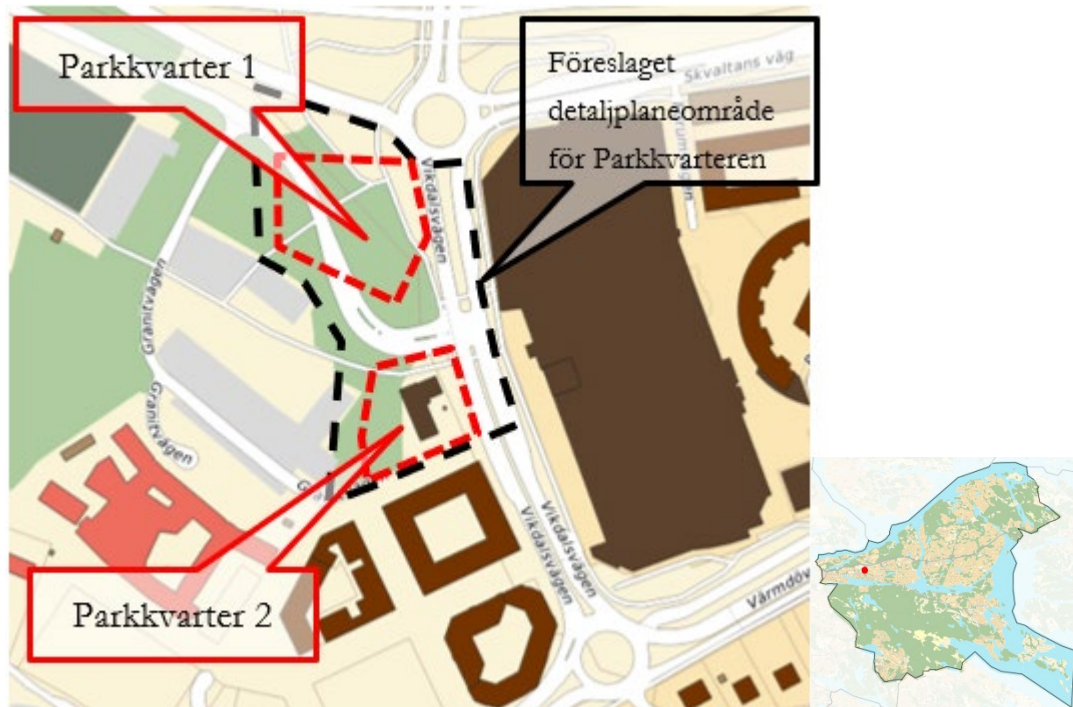 Parkkvarter 1
Föreslaget
detaljplaneområde
för Parkkvarteren
Skvaltans väg
Vikdalsvägen
Granitvägen
Granitvägen
Vikdalsvägen
Vikdalsvägen
Värmdöv
Parkkvarter 2